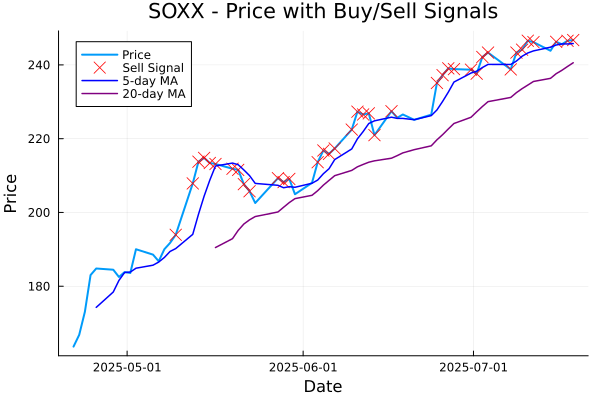 SOXX - Price with Buy/Sell Signals
Price
Sell Signal
5-day MA
20-day MA
240
220
200
180
Price
2025-05-01
2025-06-01
2025-07-01
Date